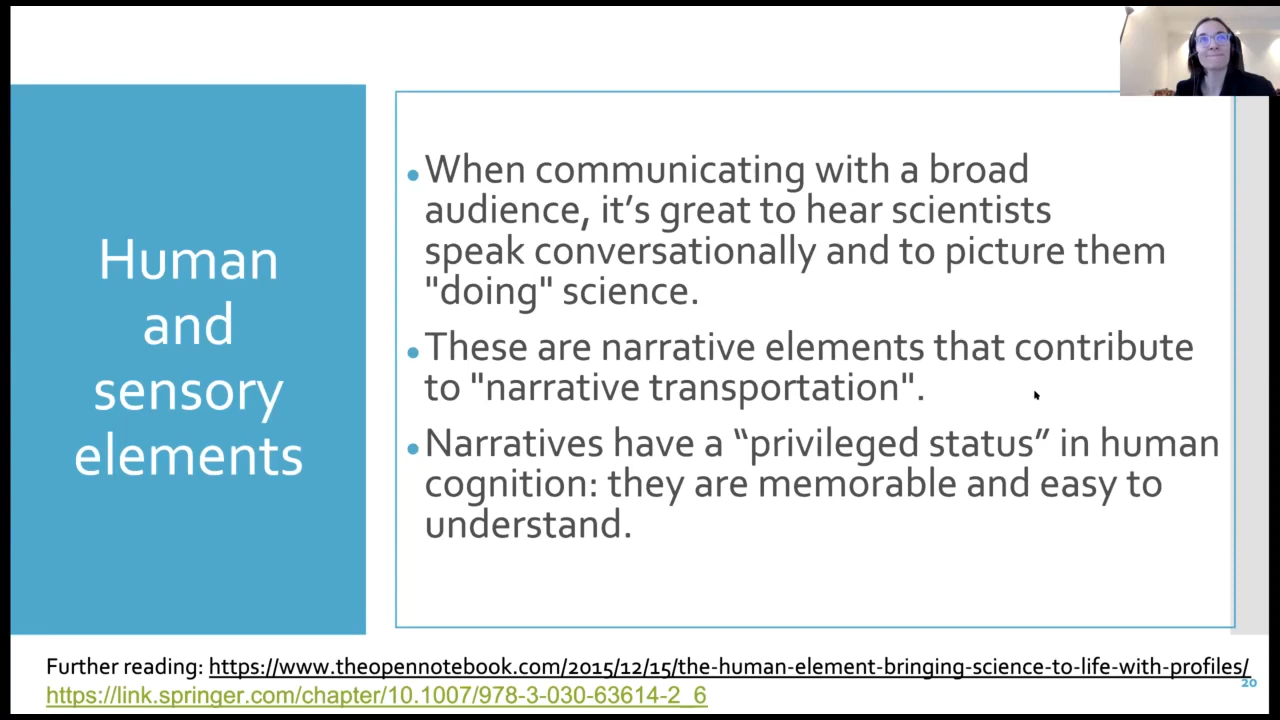 Human
and
sensory
elements
When communicating with a broad
audience, it’s great to hear scientists
speak conversationally and to picture them
"doing" science.
These are narrative elements that contribute
to "narrative transportation".
Narratives have a “privileged status” in human
cognition: they are memorable and easy to
understand.
Further reading: https://www.theopennotebook.com/2015/12/15/the-human-element-bringing-science-to-life-with-profiles/
https://link.springer.com/chapter/10.1007/978-3-030-63614-2_6
20